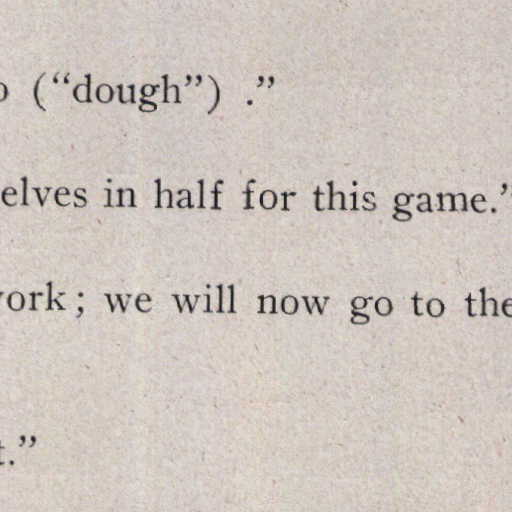 ("dough") ."
elves in half for this game."
ork; we will now go to the
."